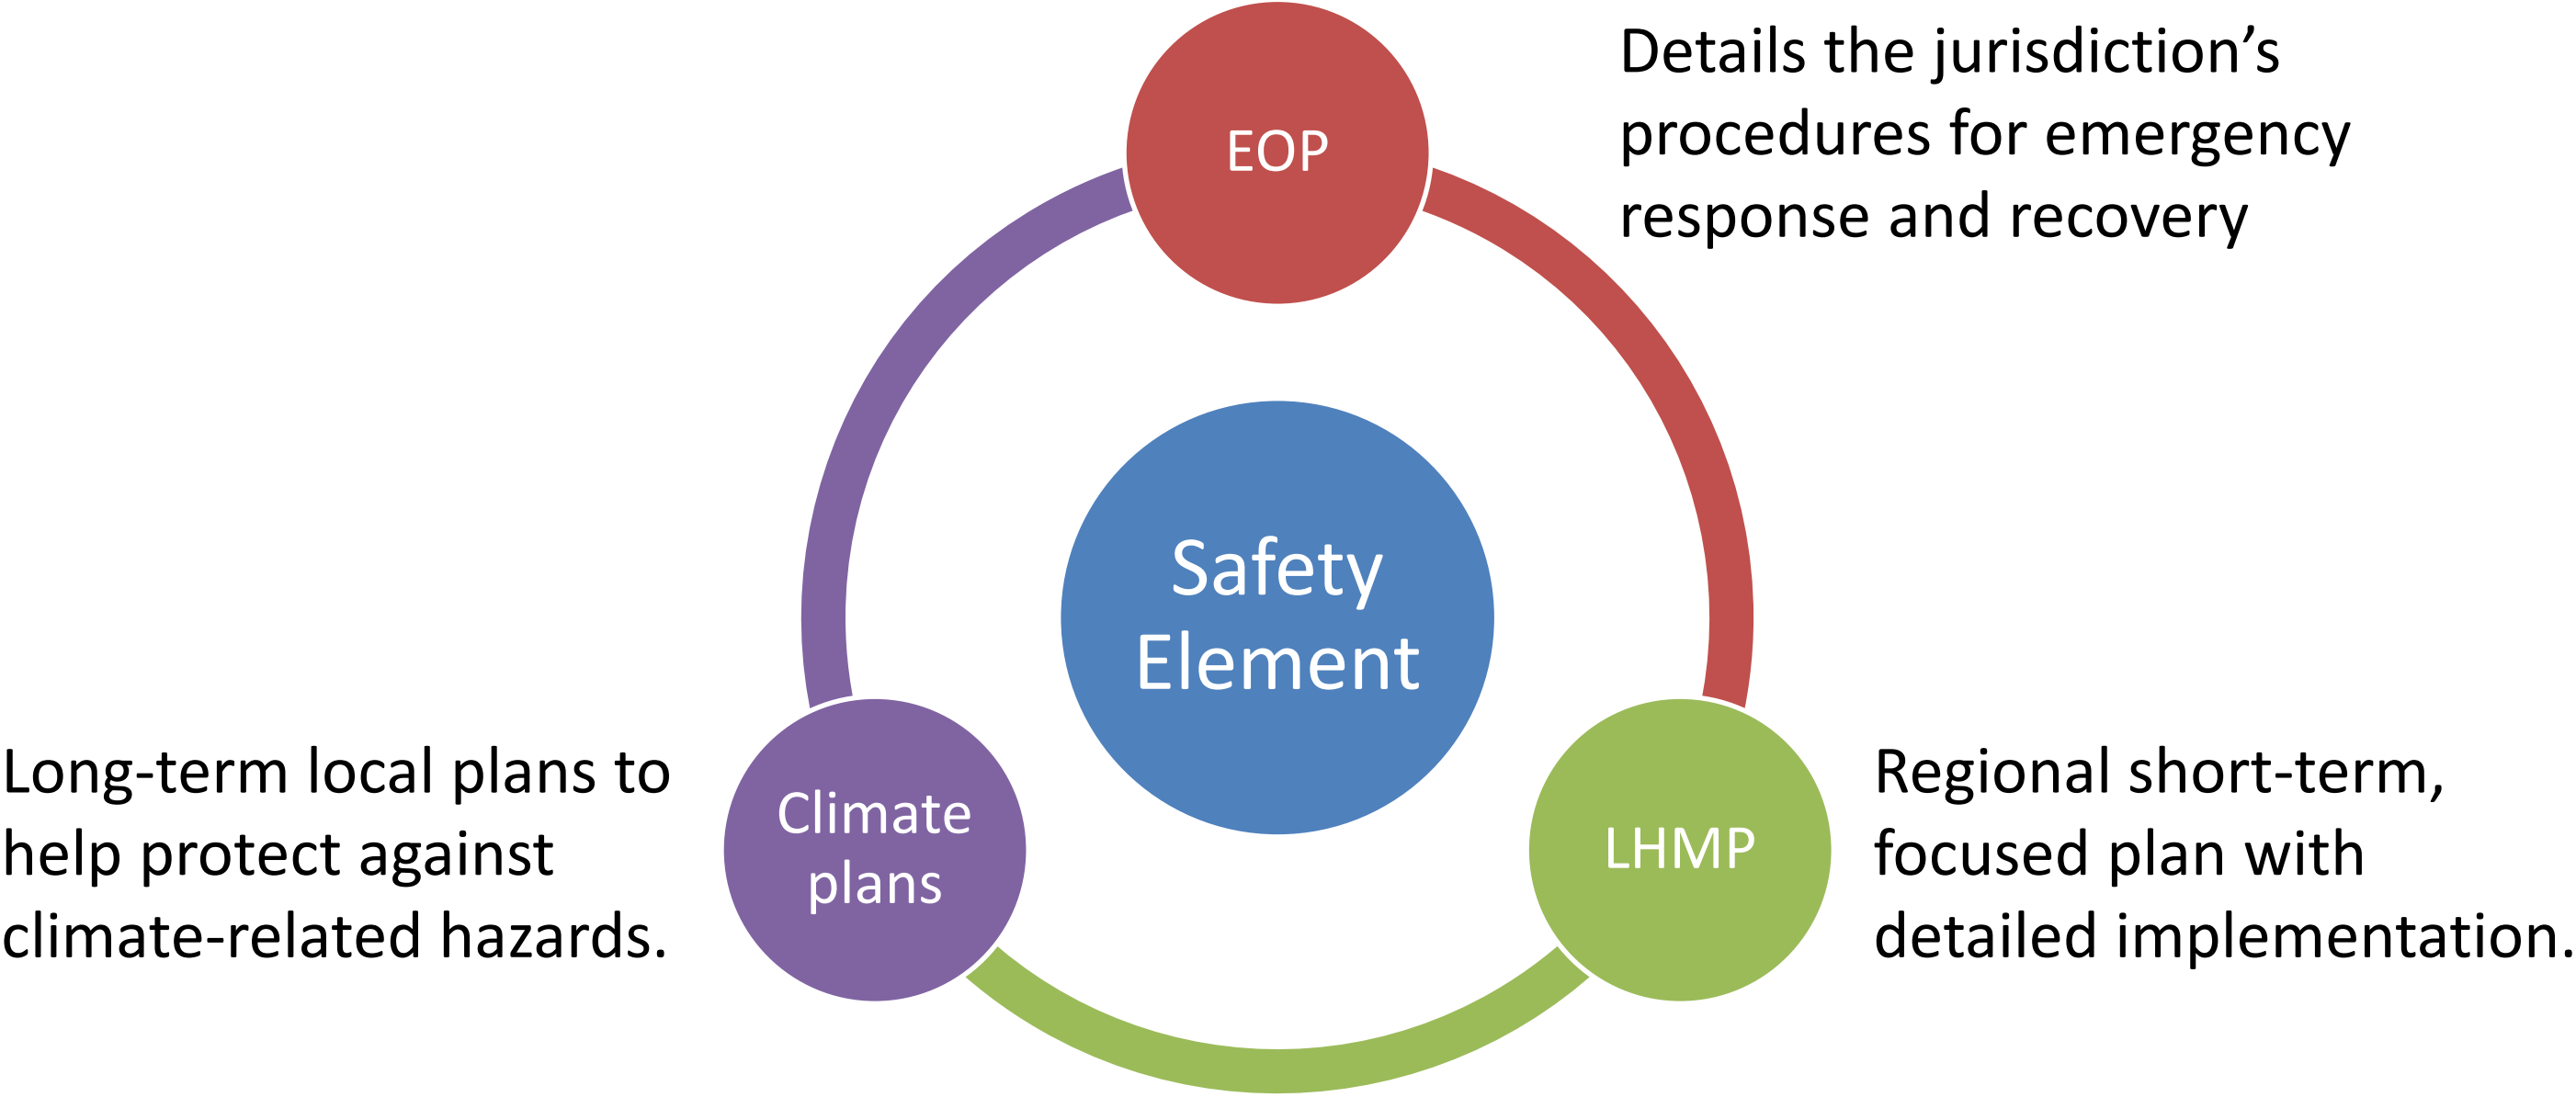 EOP
Details the jurisdiction’s
procedures for emergency
response and recovery
Safety
Element
Long-term local plans to
help protect against
climate-related hazards.
Climate
plans
LHMP
Regional short-term,
focused plan with
detailed implementation.